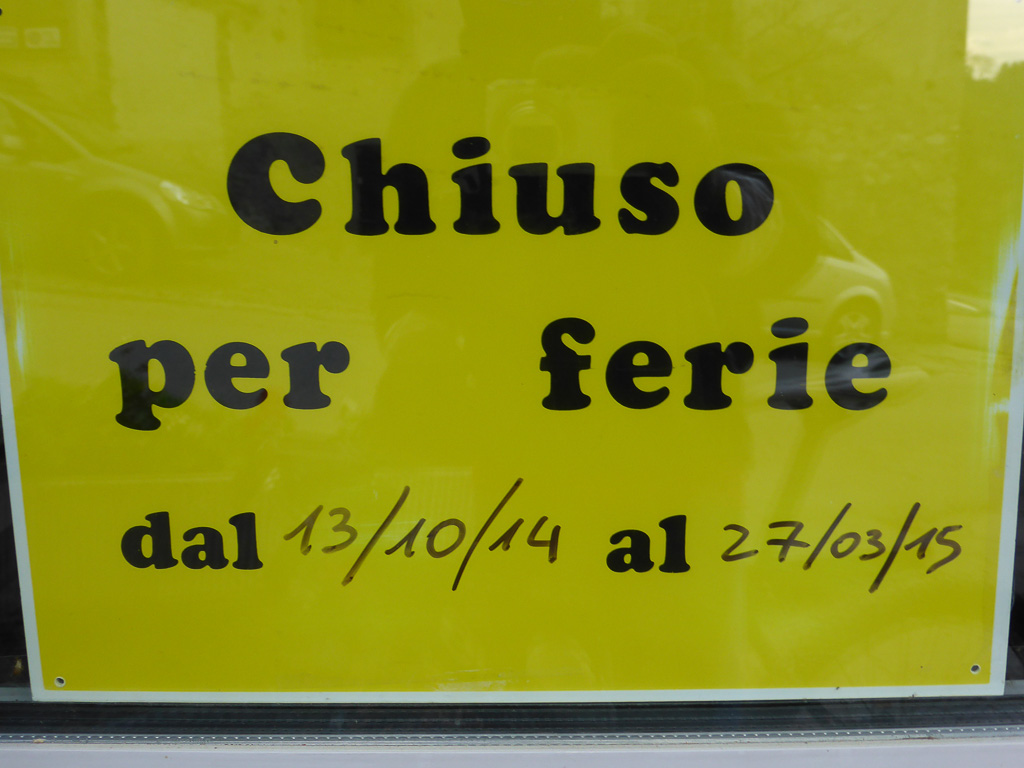 Chiuso
per ferie
dal 13/10/14 al 27/03/15